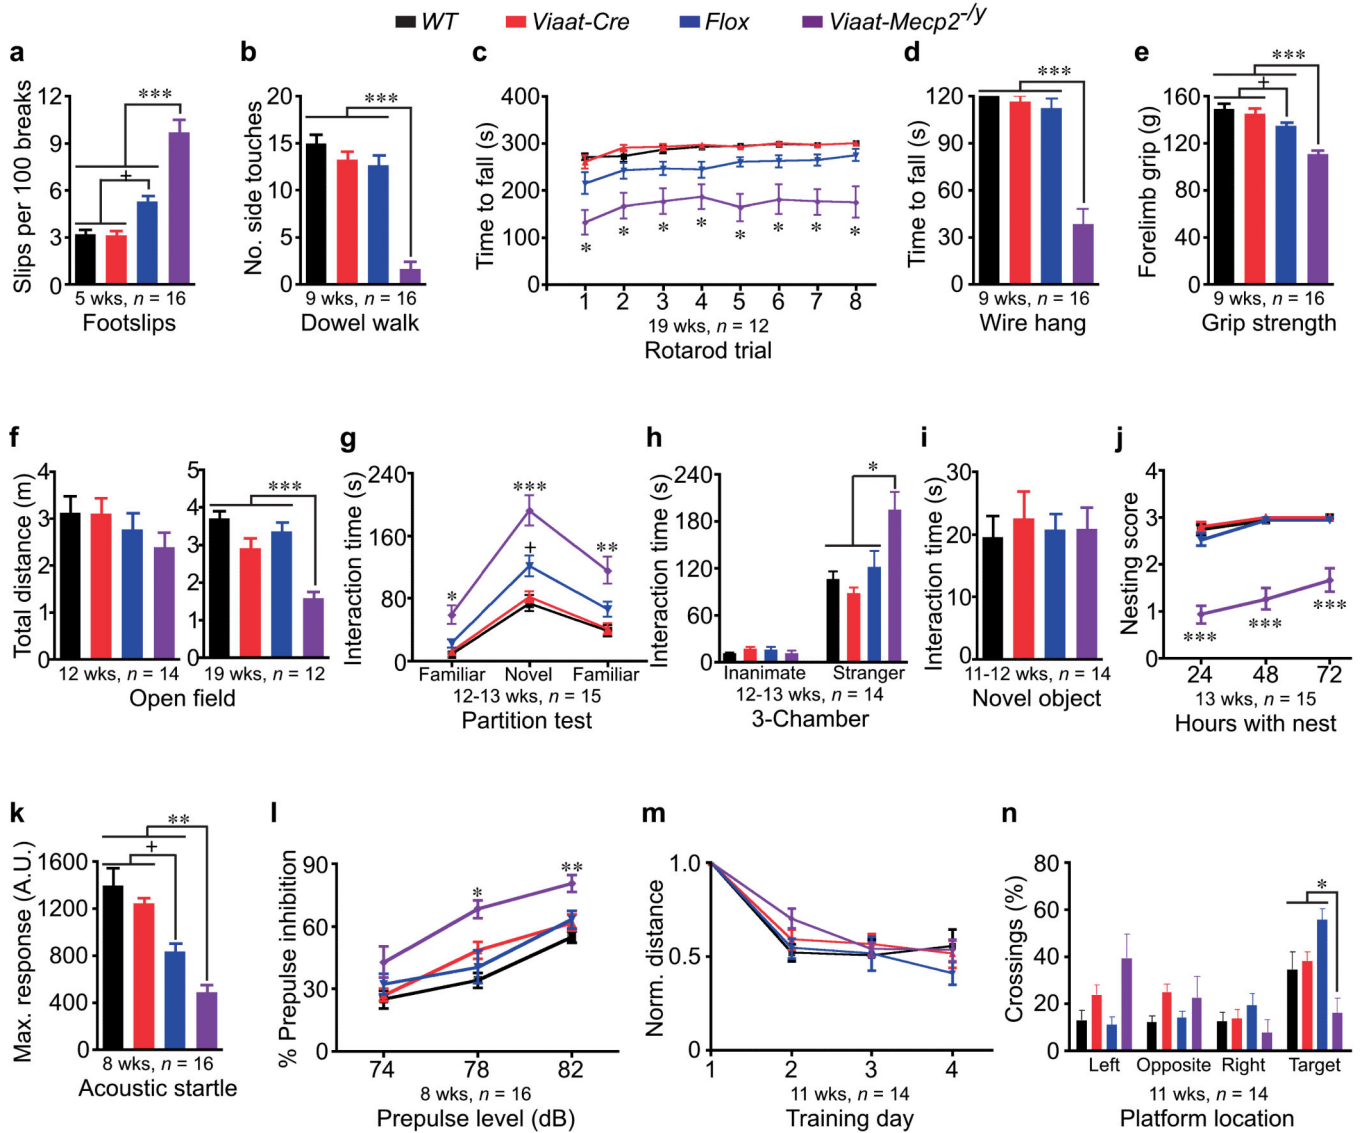 WT Viaat-Cre Flox Viaat-Mecp2-/y
a
Slips per 100 breaks
12
9
6
3
0
***
+
5 wks, n = 16
Footslips
b
No. side touches
20
15
10
5
0
***
9 wks, n = 16
Dowel walk
c
Time to fall (s)
400
300
200
100
0
* * * * * * * *
1 2 3 4 5 6 7 8
19 wks, n = 12
Rotarod trial
d
Time to fall (s)
120
90
60
30
0
***
9 wks, n = 16
Wire hang
e
Forelimb grip (g)
160
120
80
40
0
***
+
9 wks, n = 16
Grip strength
f
Total distance (m)
4
3
2
1
0
12 wks, n = 14
5
4
3
2
1
0
***
19 wks, n = 12
Open field
g
Interaction time (s)
240
160
80
0
* *** **
+
Familiar Novel Familiar
12-13 wks, n = 15
Partition test
h
Interaction time (s)
240
180
120
60
0
*
Inanimate Stranger
12-13 wks, n = 14
3-Chamber
i
Interaction time (s)
30
20
10
0
11-12 wks, n = 14
Novel object
j
Nesting score
4
3
2
1
0
*** *** ***
24 48 72
13 wks, n = 15
Hours with nest
k
Max. response (A.U.)
1600
1200
800
400
0
**
+
8 wks, n = 16
Acoustic startle
l
% Prepulse inhibition
90
60
30
0
* **
74 78 82
8 wks, n = 16
Prepulse level (dB)
m
Norm. distance
1.0
0.5
0
1 2 3 4
11 wks, n = 14
Training day
n
Crossings (%)
80
60
40
20
0
*
Left Opposite Right Target
11 wks, n = 14
Platform location